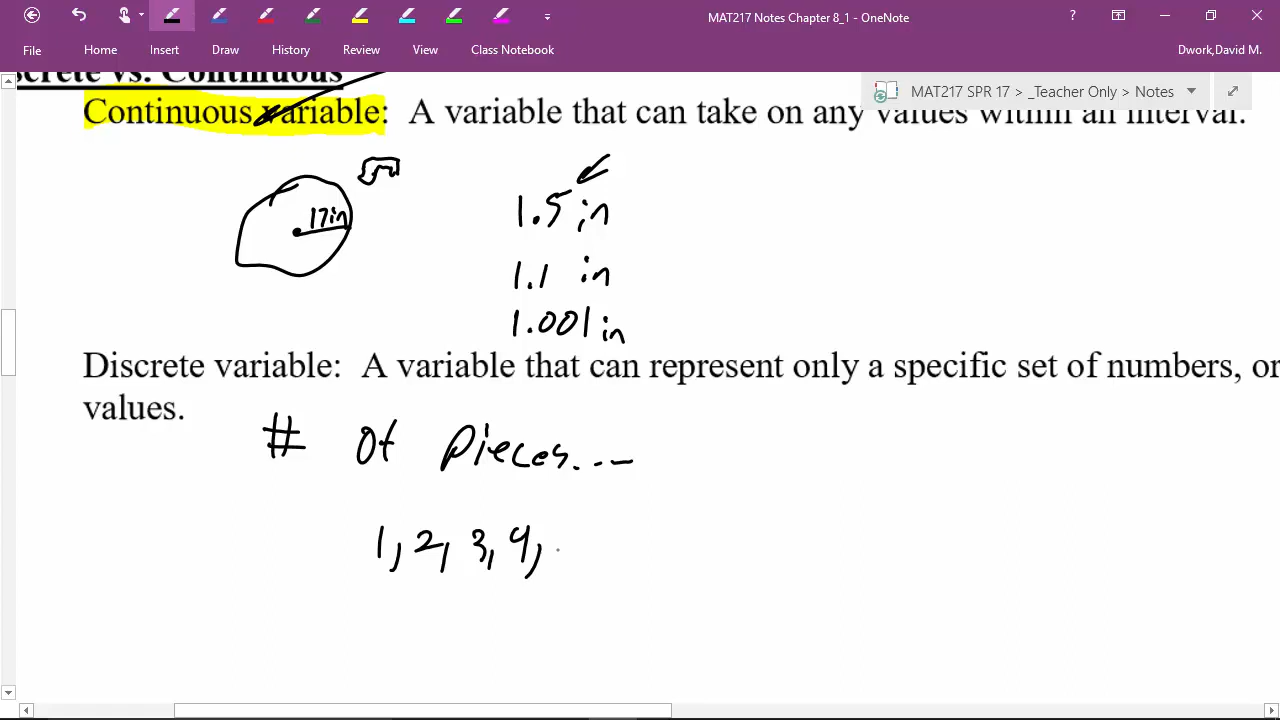 MAT217 Notes Chapter 8_1 - OneNote
?
File Home Insert Draw History Review View Class Notebook
Dwork,David M.
screte vs. Continuous
MAT217 SPR 17 > _Teacher Only > Notes
Continuous variable: A variable that can take on any values within an interval.
17in
1.5 in
1.1 in
1.001 in
Discrete variable: A variable that can represent only a specific set of numbers, or
values.
# of pieces...
1, 2, 3, 4,